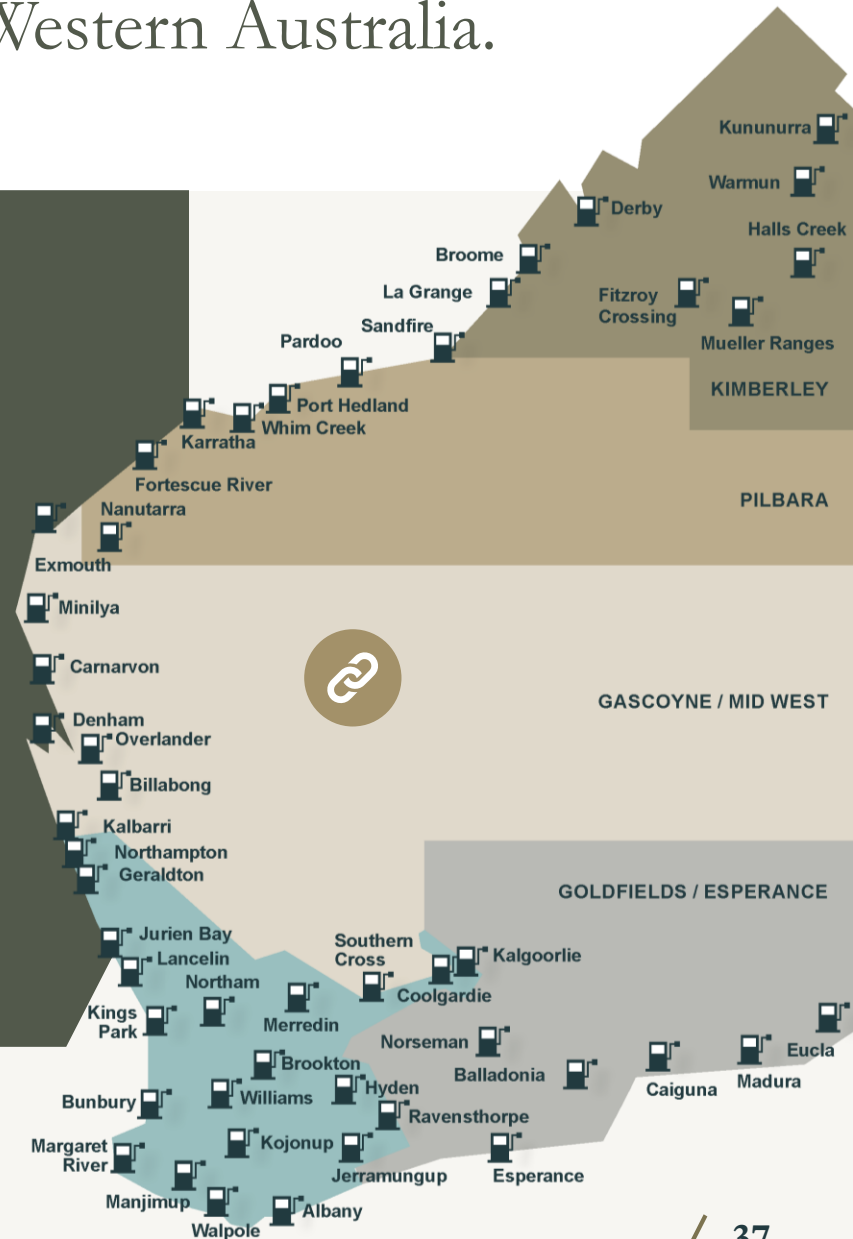 Western Australia.
Kununurra
Warmun
Derby
Halls Creek
Broome
La Grange
Fitzroy
Crossing
Sandfire
Pardoo
Mueller Ranges
KIMBERLEY
Port Hedland
Whim Creek
Karratha
Fortescue River
PILBARA
Nanutarra
Exmouth
Minilya
Carnarvon
GASCOYNE / MID WEST
Denham
Overlander
Billabong
Kalbarri
Northampton
Geraldton
GOLDFIELDS / ESPERANCE
Jurien Bay
Southern
Cross
Kalgoorlie
Lancelin
Northam
Coolgardie
Kings
Park
Merredin
Norseman
Eucla
Brookton
Balladonia
Madura
Caiguna
Hyden
Williams
Bunbury
Ravensthorpe
Kojonup
Margaret
River
Jerramungup
Esperance
Manjimup
Albany
Walpole
37